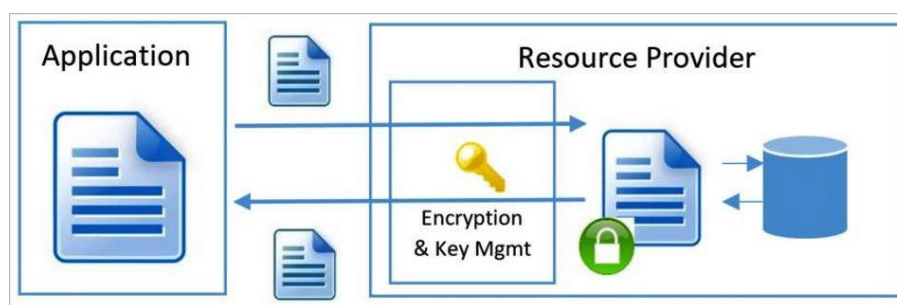 Application
Resource Provider
Encryption
& Key Mgmt